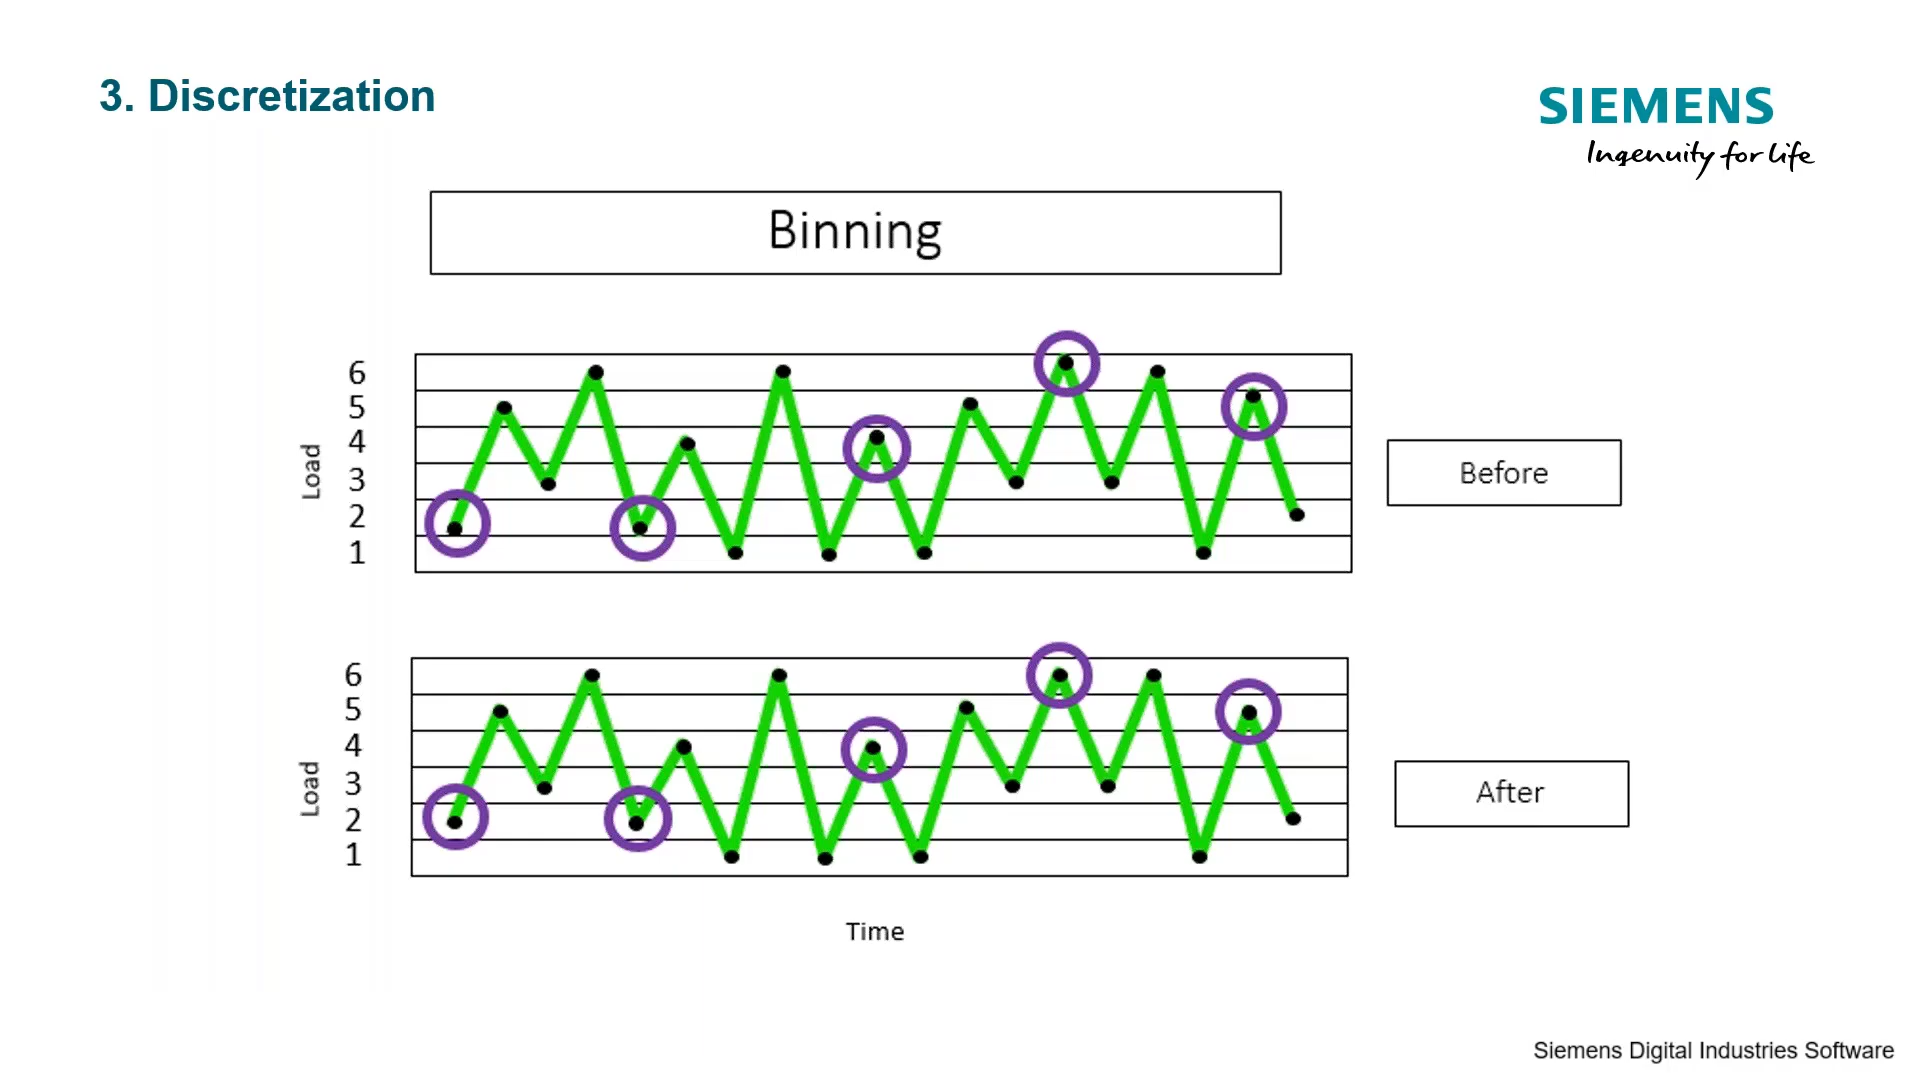 3. Discretization
SIEMENS
Ingenuity for life
Binning
6
5
4
3
2
1
Load
Before
6
5
4
3
2
1
Load
After
Time
Siemens Digital Industries Software